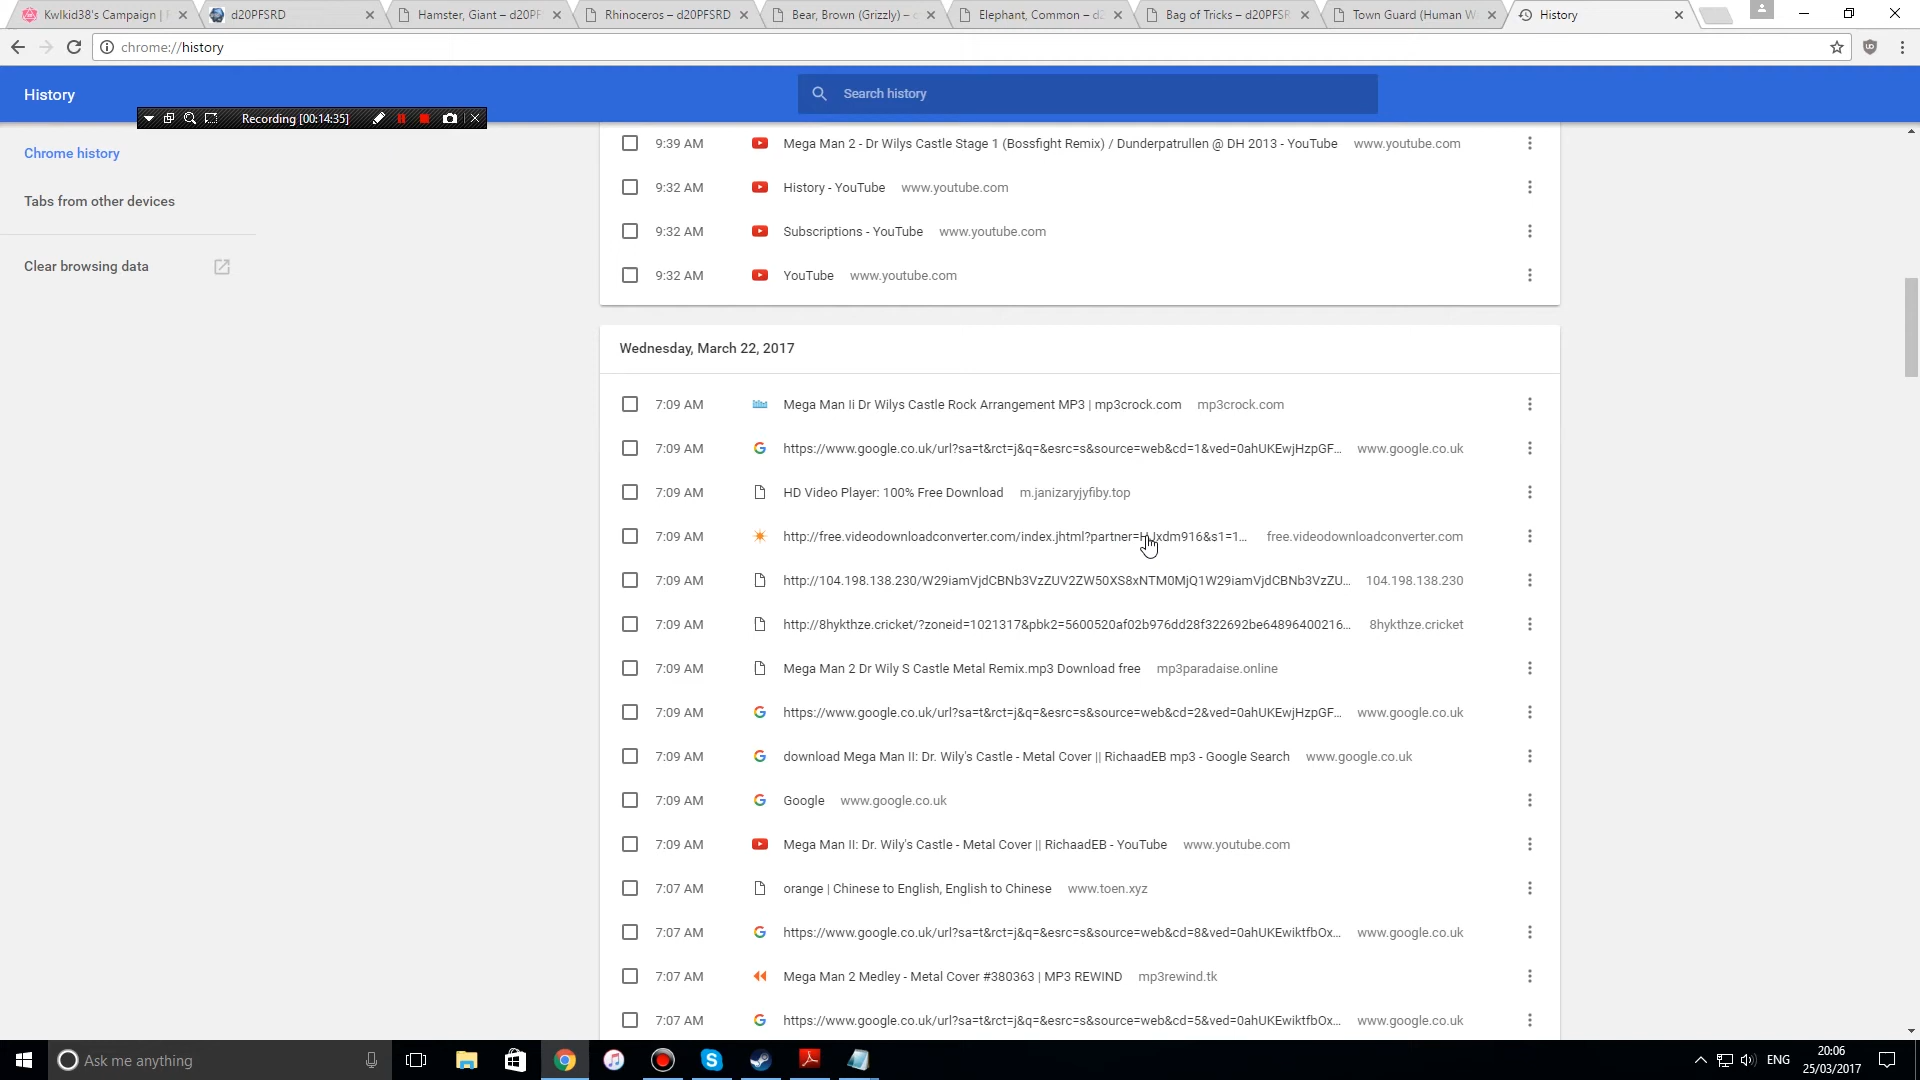 Kwlkid38's Campaign |
d20PFSRD
Hamster, Giant – d20PF
Rhinoceros – d20PFSRD
Bear, Brown (Grizzly) –
Elephant, Common – d2
Bag of Tricks – d20PFSR
Town Guard (Human W
History
chrome://history
History
Search history
Recording [00:14:35]
Chrome history
Tabs from other devices
Clear browsing data
9:39 AM Mega Man 2 - Dr Wilys Castle Stage 1 (Bossfight Remix) / Dunderpatrullen @ DH 2013 - YouTube www.youtube.com
9:32 AM History - YouTube www.youtube.com
9:32 AM Subscriptions - YouTube www.youtube.com
9:32 AM YouTube www.youtube.com
Wednesday, March 22, 2017
7:09 AM Mega Man Ii Dr Wilys Castle Rock Arrangement MP3 | mp3crock.com mp3crock.com
7:09 AM https://www.google.co.uk/url?sa=t&rct=j&q=&esrc=s&source=web&cd=1&ved=0ahUKEwjHzpGF... www.google.co.uk
7:09 AM HD Video Player: 100% Free Download m.janizaryjyfiby.top
7:09 AM http://free.videodownloadconverter.com/index.jhtml?partner= xdm916&s1=1... free.videodownloadconverter.com
7:09 AM http://104.198.138.230/W29iamVjdCBNb3VzZUV2ZW50XS8xNTM0MjQ1W29iamVjdCBNb3VzZU... 104.198.138.230
7:09 AM http://8hykthze.cricket/?zoneid=1021317&pbk2=5600520af02b976dd28f322692be64896400216... 8hykthze.cricket
7:09 AM Mega Man 2 Dr Wily S Castle Metal Remix.mp3 Download free mp3paradaise.online
7:09 AM https://www.google.co.uk/url?sa=t&rct=j&q=&esrc=s&source=web&cd=2&ved=0ahUKEwjHzpGF... www.google.co.uk
7:09 AM download Mega Man II: Dr. Wily's Castle - Metal Cover || RichaadEB mp3 - Google Search www.google.co.uk
7:09 AM Google www.google.co.uk
7:09 AM Mega Man II: Dr. Wily's Castle - Metal Cover || RichaadEB - YouTube www.youtube.com
7:07 AM orange | Chinese to English, English to Chinese www.toen.xyz
7:07 AM https://www.google.co.uk/url?sa=t&rct=j&q=&esrc=s&source=web&cd=8&ved=0ahUKEwiktfbOx... www.google.co.uk
7:07 AM Mega Man 2 Medley - Metal Cover #380363 | MP3 REWIND mp3rewind.tk
7:07 AM https://www.google.co.uk/url?sa=t&rct=j&q=&esrc=s&source=web&cd=5&ved=0ahUKEwiktfbOx... www.google.co.uk
Ask me anything
ENG
20:06
25/03/2017